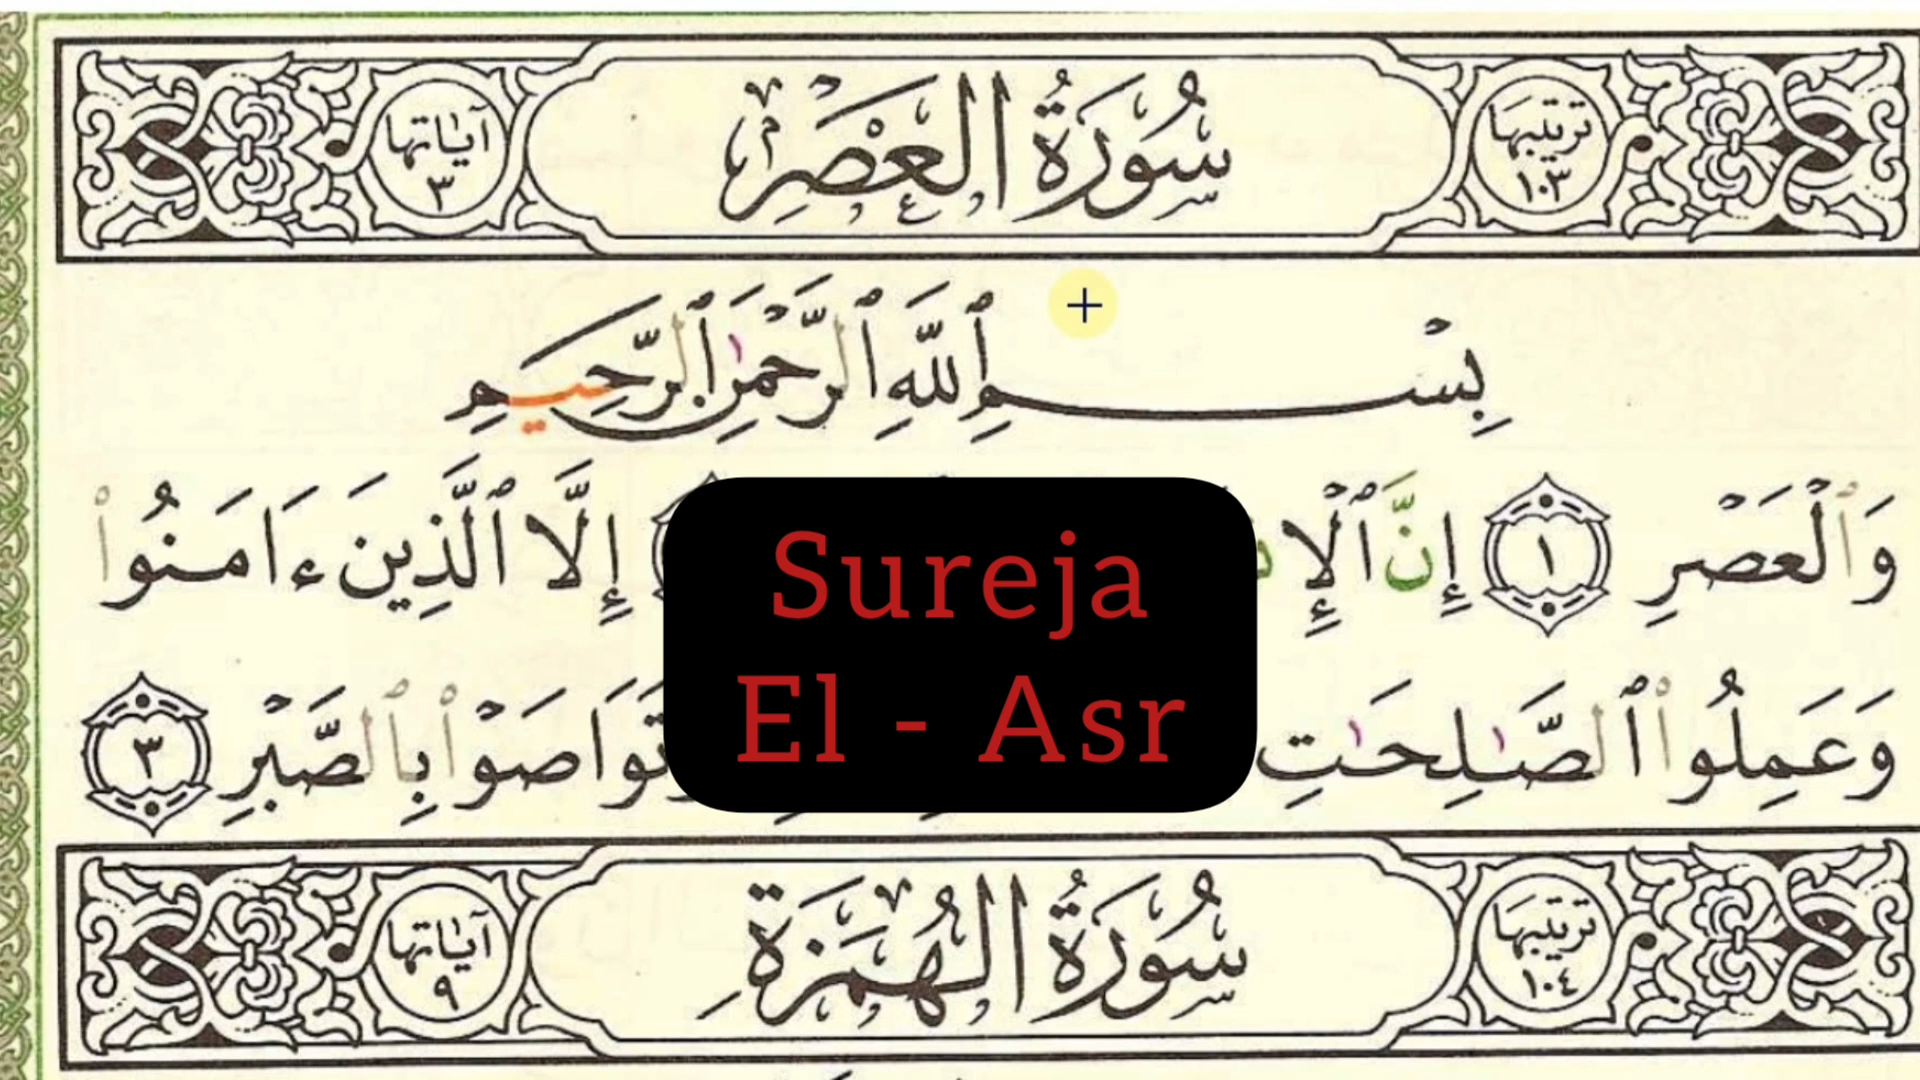 ترتيبها ١٠٣ سُورَةُ العَصْرِ آياتها ٣
بِسْمِ ٱللَّهِ ٱلرَّحْمَٰنِ ٱلرَّحِيمِ
وَٱلْعَصْرِ ١ إِنَّ ٱلْإِ إِلَّا ٱلَّذِينَ ءَامَنُوا۟
وَعَمِلُوا۟ ٱلصَّٰلِحَٰتِ تَوَاصَوْا۟ بِٱلصَّبْرِ ٣
Sureja
El - Asr
ترتيبها ١٠٤ سُورَةُ الهُمَزَةِ آياتها ٩